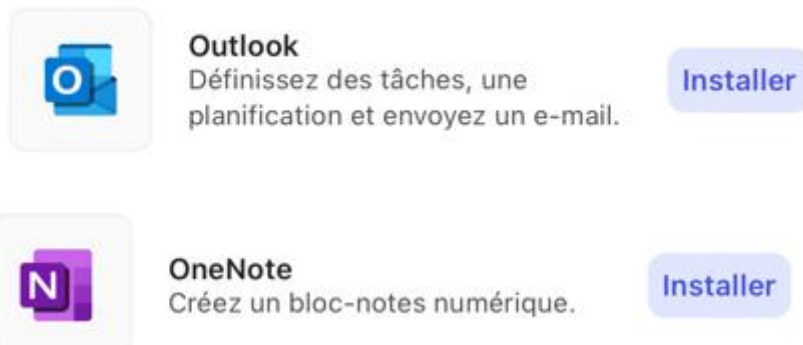 Outlook
Définissez des tâches, une
planification et envoyez un e-mail.
Installer
OneNote
Créez un bloc-notes numérique.
Installer